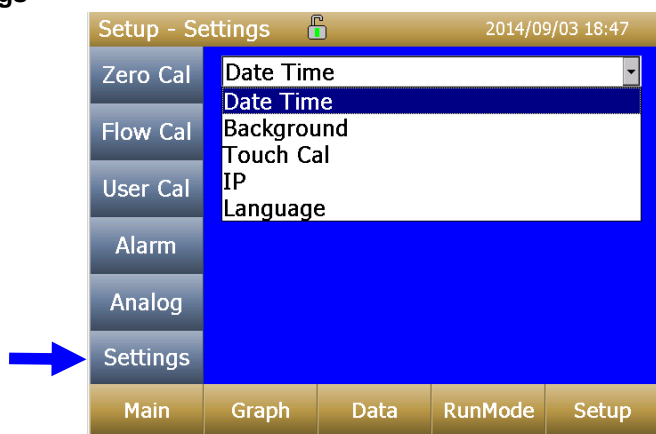 Setup - Settings 2014/09/03 18:47
Zero Cal
Flow Cal
User Cal
Alarm
Analog
Settings
Date Time
Date Time
Background
Touch Cal
IP
Language
Main Graph Data RunMode Setup